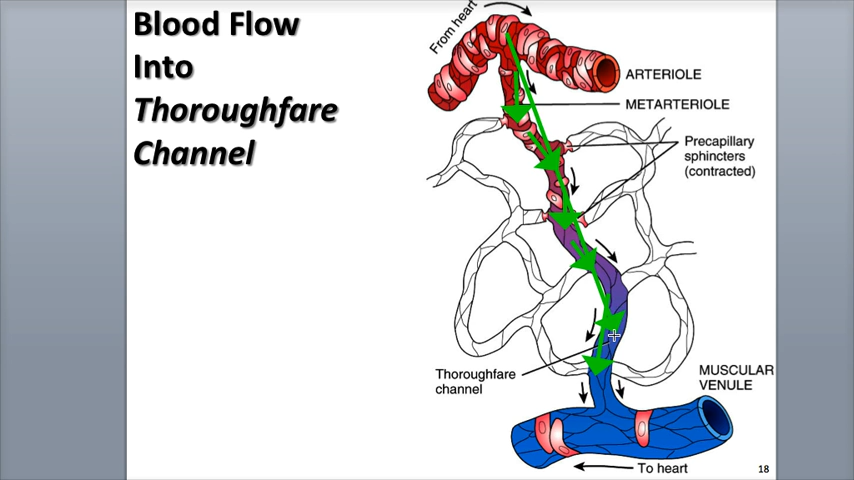 Blood Flow
Into
Thoroughfare
Channel
From heart
ARTERIOLE
METARTERIOLE
Precapillary
sphincters
(contracted)
Thoroughfare
channel
MUSCULAR
VENULE
To heart
18